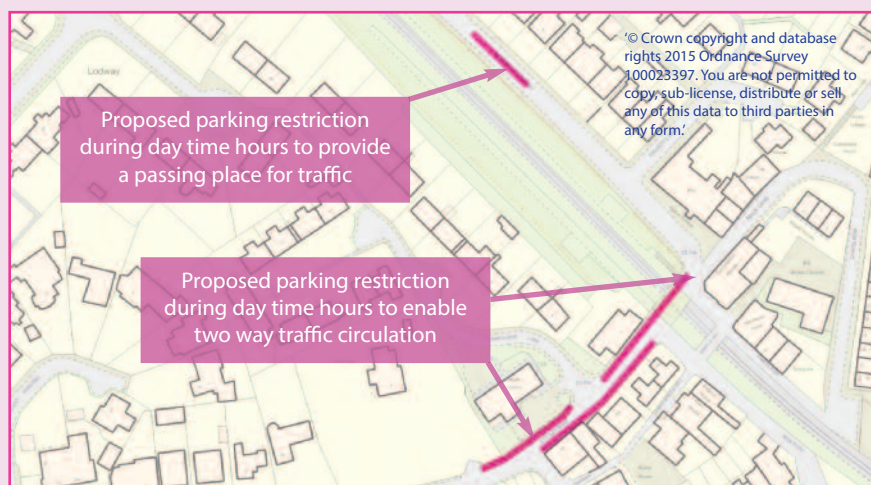 '© Crown copyright and database
rights 2015 Ordnance Survey
100023397. You are not permitted to
copy, sub-license, distribute or sell
any of this data to third parties in
any form.'
Lodway
Proposed parking restriction
during day time hours to provide
a passing place for traffic
Proposed parking restriction
during day time hours to enable
two way traffic circulation